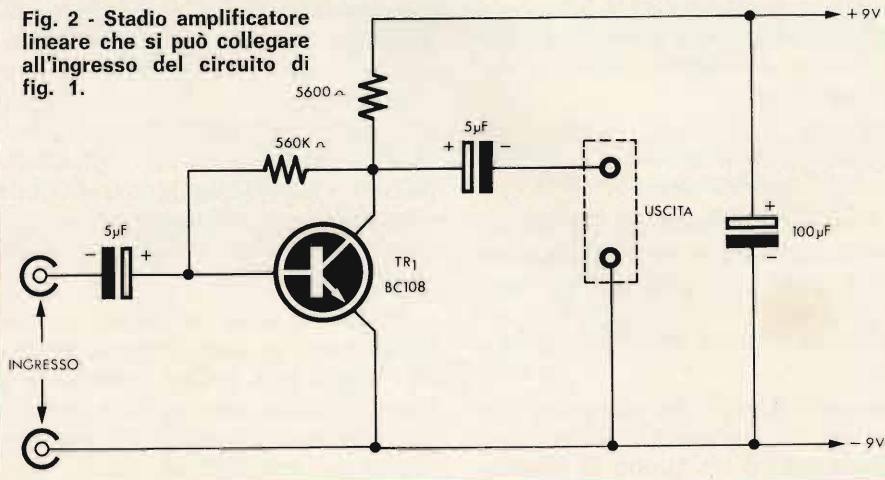 Fig. 2 - Stadio amplificatore
lineare che si può collegare
all'ingresso del circuito di
fig. 1.
+9V
5600 ~
560K ~
5µF
+ -
5µF
- +
USCITA
+
100µF
-
TR1
BC108
INGRESSO
-9V